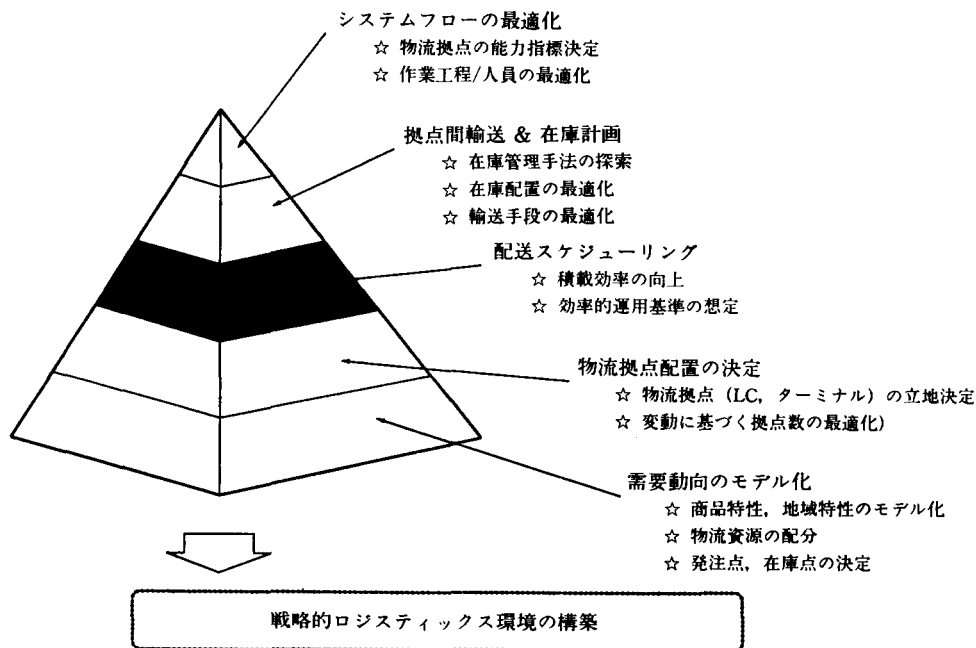 システムフローの最適化
☆ 物流拠点の能力指標決定
☆ 作業工程/人員の最適化
拠点間輸送 & 在庫計画
☆ 在庫管理手法の探索
☆ 在庫配置の最適化
☆ 輸送手段の最適化
配送スケジューリング
☆ 積載効率の向上
☆ 効率的運用基準の想定
物流拠点配置の決定
☆ 物流拠点 (LC, ターミナル) の立地決定
☆ 変動に基づく拠点数の最適化)
需要動向のモデル化
☆ 商品特性, 地域特性のモデル化
☆ 物流資源の配分
☆ 発注点, 在庫点の決定
戦略的ロジスティックス環境の構築